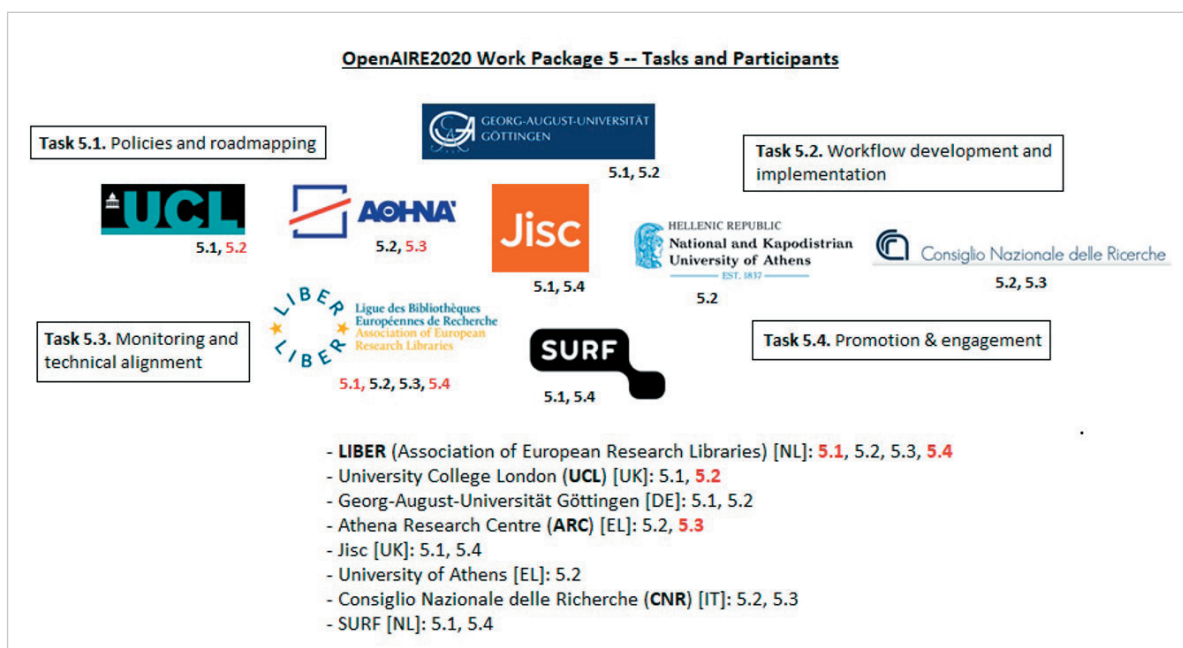 OpenAIRE2020 Work Package 5 -- Tasks and Participants
GEORG-AUGUST-UNIVERSITÄT
GÖTTINGEN
5.1, 5.2
Task 5.1. Policies and roadmapping
Task 5.2. Workflow development and
implementation
UCL
5.1, 5.2
ΑΘΗΝΑ
5.2, 5.3
Jisc
5.1, 5.4
HELLENIC REPUBLIC
National and Kapodistrian
University of Athens
EST. 1837
5.2
Consiglio Nazionale delle Ricerche
5.2, 5.3
Task 5.3. Monitoring and
technical alignment
LIBER
LIBER
Ligue des Bibliothèques
Européennes de Recherche
Association of European
Research Libraries
5.1, 5.2, 5.3, 5.4
SURF
5.1, 5.4
Task 5.4. Promotion & engagement
- LIBER (Association of European Research Libraries) [NL]: 5.1, 5.2, 5.3, 5.4
- University College London (UCL) [UK]: 5.1, 5.2
- Georg-August-Universität Göttingen [DE]: 5.1, 5.2
- Athena Research Centre (ARC) [EL]: 5.2, 5.3
- Jisc [UK]: 5.1, 5.4
- University of Athens [EL]: 5.2
- Consiglio Nazionale delle Richerche (CNR) [IT]: 5.2, 5.3
- SURF [NL]: 5.1, 5.4